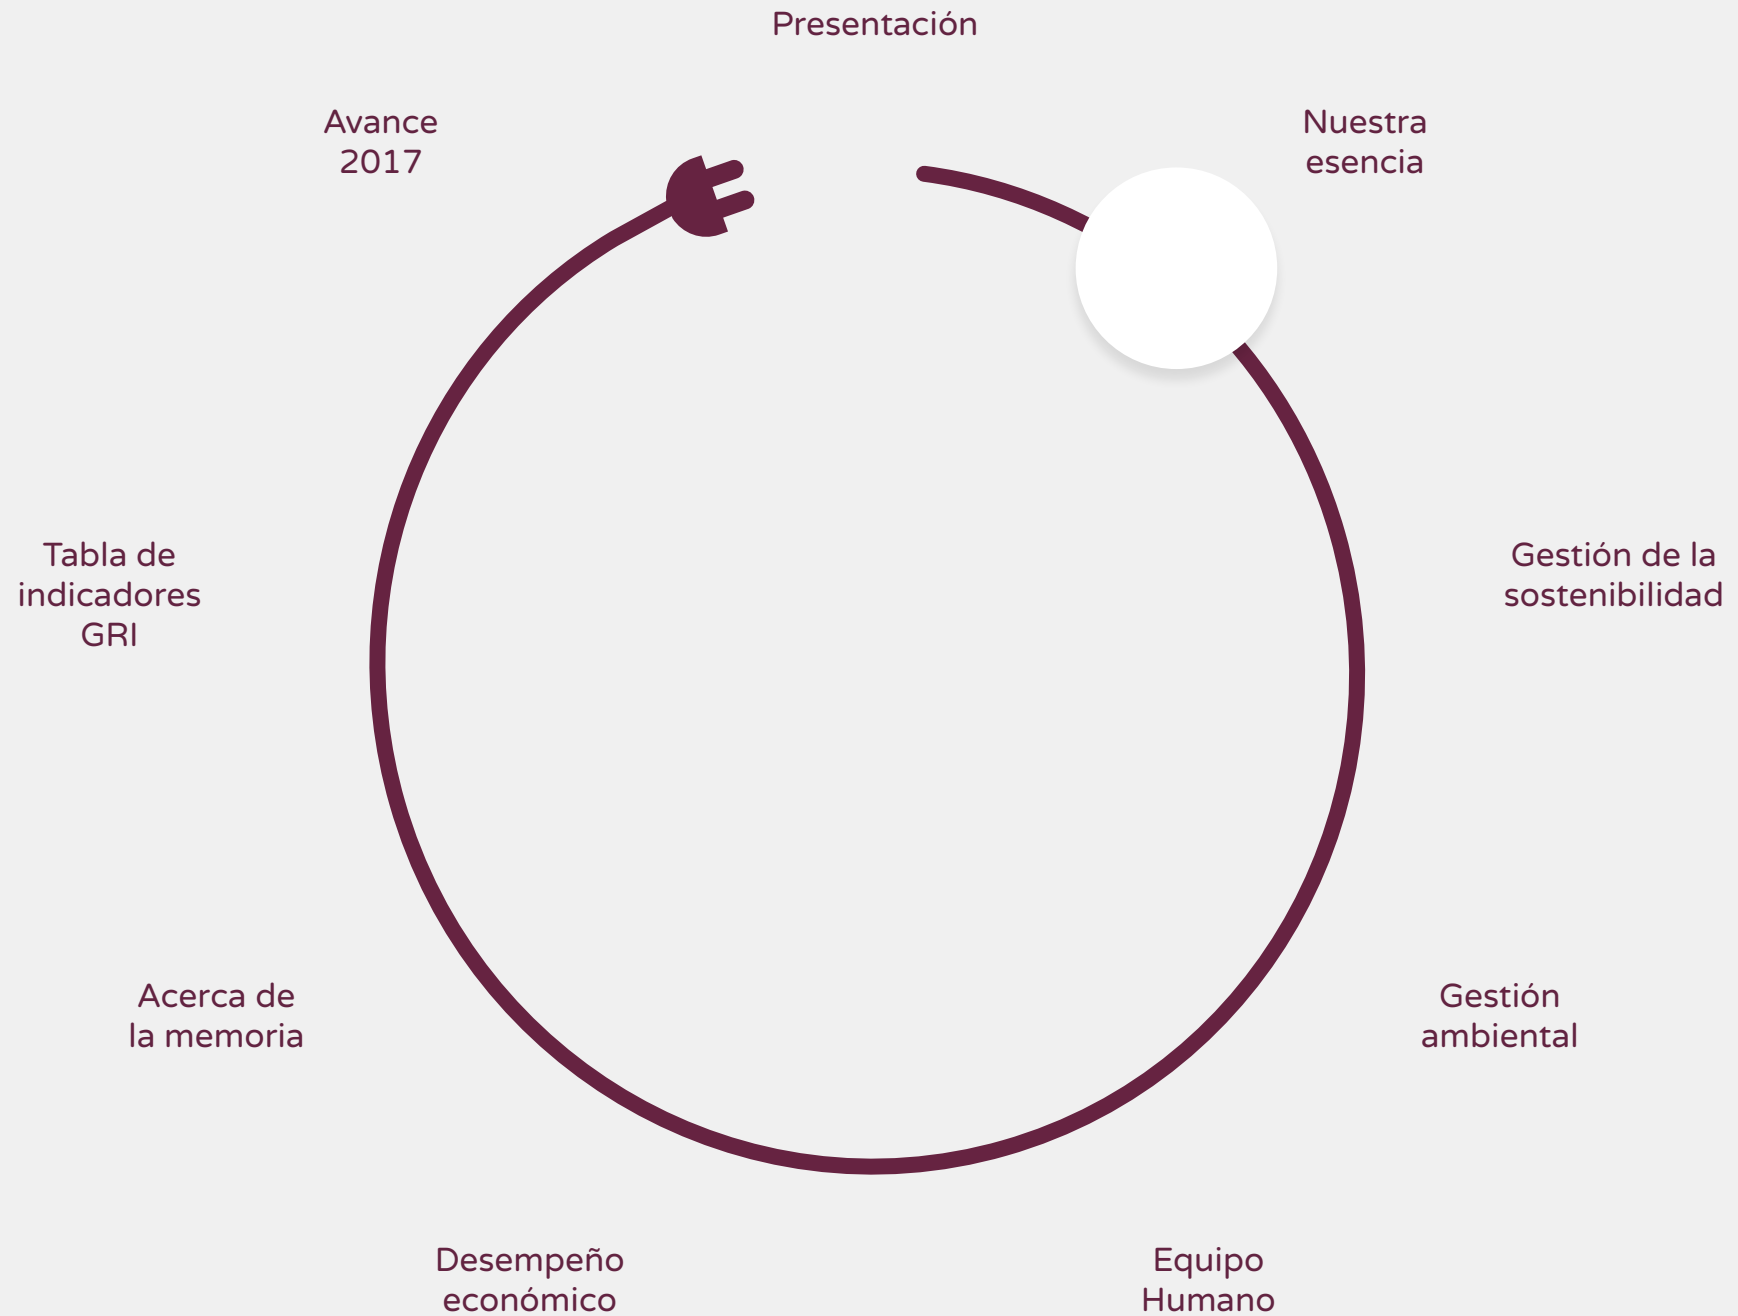 Presentación
Nuestra
esencia
Gestión de la
sostenibilidad
Gestión
ambiental
Equipo
Humano
Desempeño
económico
Acerca de
la memoria
Tabla de
indicadores
GRI
Avance
2017